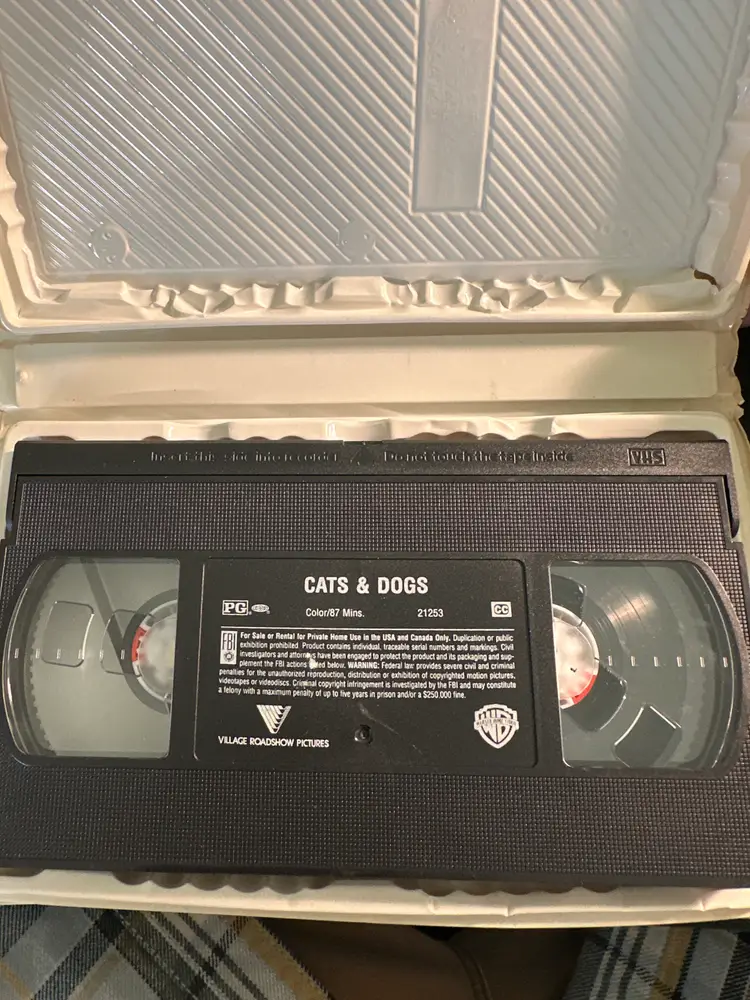 Insert this side into recorder Do not touch the tape inside VHS
CATS & DOGS
PG
Color/87 Mins. 21253 CC
FBI
For Sale or Rental for Private Home Use in the USA and Canada Only. Duplication or public
exhibition prohibited. Product contains individual, traceable serial numbers and markings. Civil
investigators and attorneys have been engaged to protect the product and its packaging and sup-
plement the FBI actions listed below. WARNING: Federal law provides severe civil and criminal
penalties for the unauthorized reproduction, distribution or exhibition of copyrighted motion pictures,
videotapes or videodiscs. Criminal copyright infringement is investigated by the FBI and may constitute
a felony with a maximum penalty of up to five years in prison and/or a $250,000 fine.
VILLAGE ROADSHOW PICTURES
WB